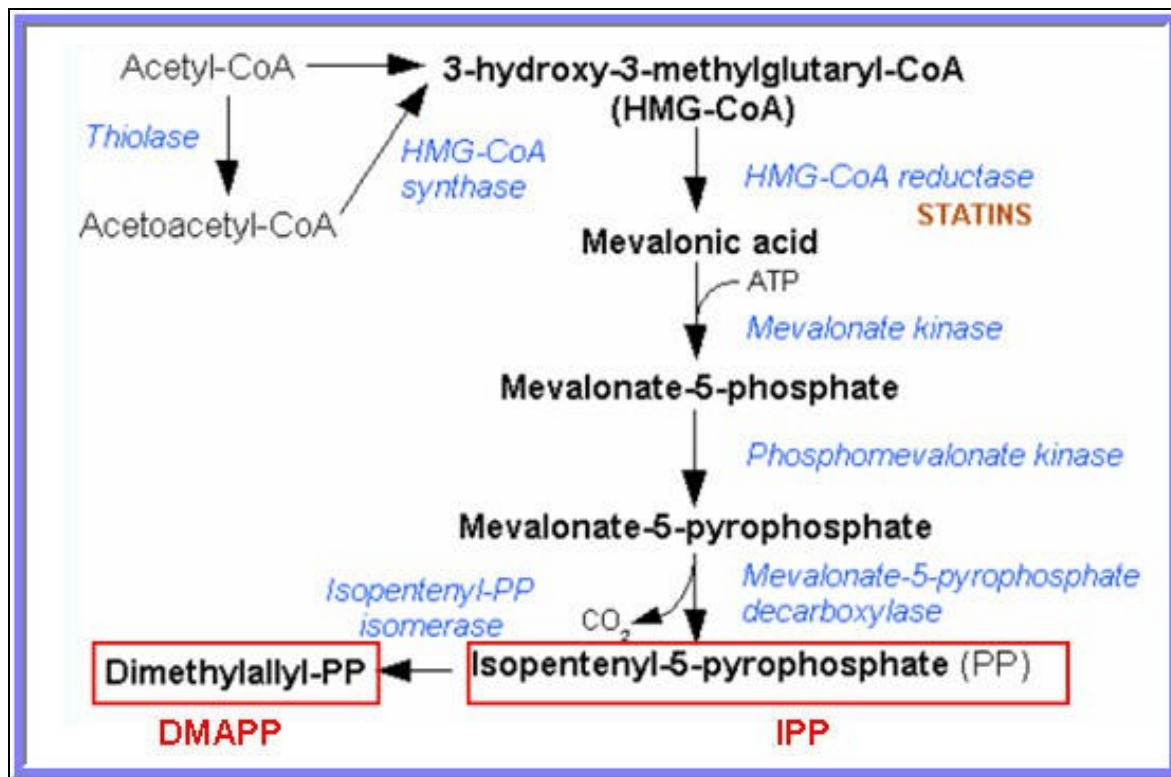 Acetyl-CoA
3-hydroxy-3-methylglutaryl-CoA
(HMG-CoA)
Thiolase
HMG-CoA
synthase
HMG-CoA reductase
STATINS
Acetoacetyl-CoA
Mevalonic acid
ATP
Mevalonate kinase
Mevalonate-5-phosphate
Phosphomevalonate kinase
Mevalonate-5-pyrophosphate
Isopentenyl-PP
isomerase
CO₂
Mevalonate-5-pyrophosphate
decarboxylase
Dimethylallyl-PP
Isopentenyl-5-pyrophosphate (PP)
DMAPP
IPP